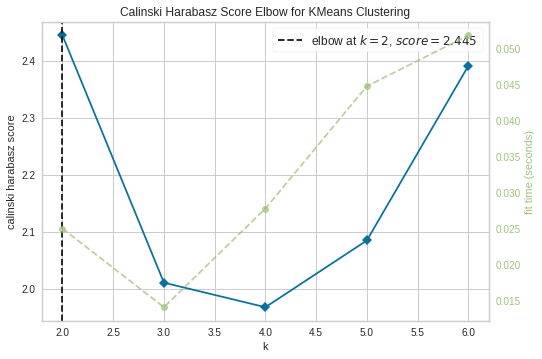 Calinski Harabasz Score Elbow for KMeans Clustering
elbow at k = 2, score = 2.445
calinski harabasz score
2.4
2.3
2.2
2.1
2.0
0.050
0.045
0.040
0.035
0.030
0.025
0.020
0.015
fit time (seconds)
2.0 2.5 3.0 3.5 4.0 4.5 5.0 5.5 6.0
k